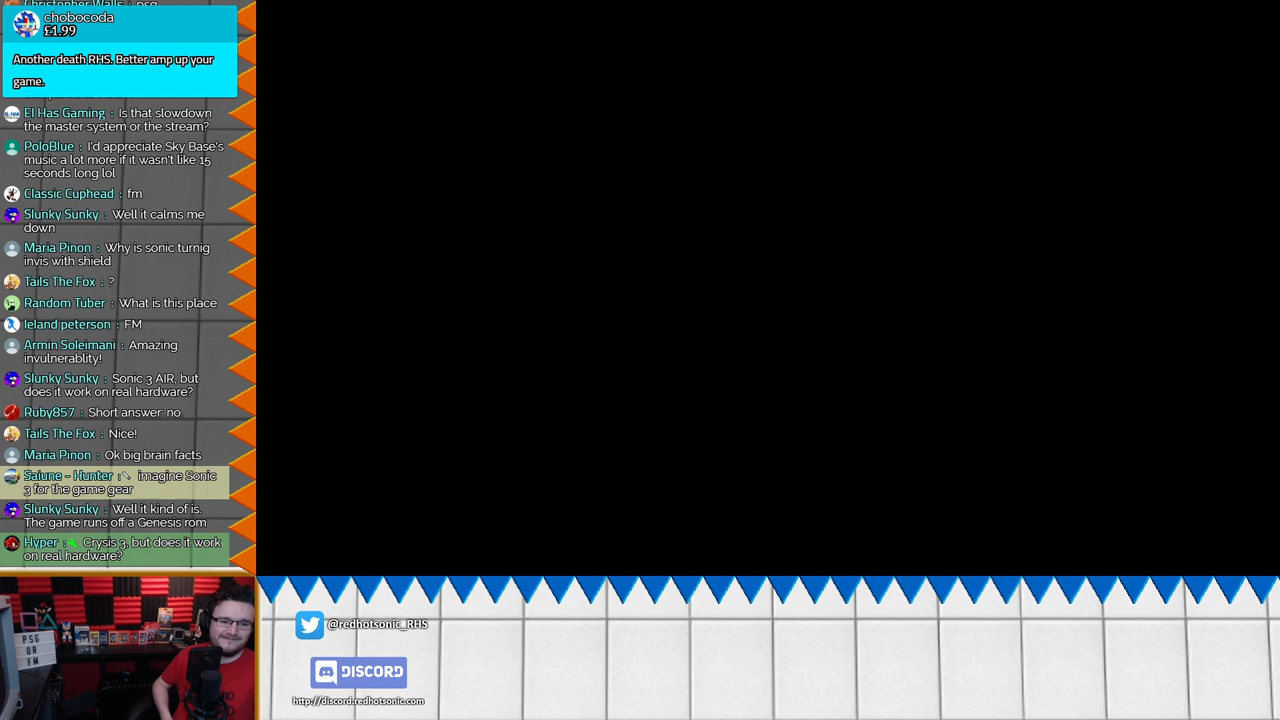 Christopher Walls : psg
chobocoda
£1.99
Another death RHS. Better amp up your
game.
El Has Gaming : Is that slowdown
the master system or the stream?
PoloBlue : I'd appreciate Sky Base's
music a lot more if it wasn't like 15
seconds long lol
Classic Cuphead : fm
Slunky Sunky : Well it calms me
down
Maria Pinon : Why is sonic turnig
invis with shield
Tails The Fox : ?
Random Tuber : What is this place
leland peterson : FM
Armin Soleimani : Amazing
invulnerablity!
Slunky Sunky : Sonic 3 AIR, but
does it work on real hardware?
Ruby857 : Short answer: no.
Tails The Fox : Nice!
Maria Pinon : Ok big brain facts
Saiune - Hunter : imagine Sonic
3 for the game gear
Slunky Sunky : Well it kind of is.
The game runs off a Genesis rom
Hyper : Crysis 3, but does it work
on real hardware?
PSG
OR
FM
@redhotsonic_RHS
DISCORD
http://discord.redhotsonic.com